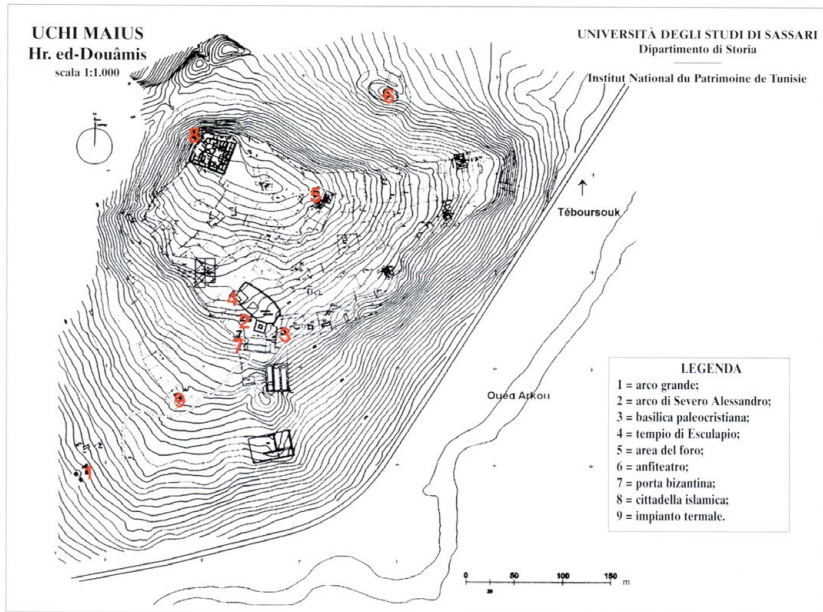 UCHI MAIUS
Hr. ed-Douâmis
scala 1:1.000
UNIVERSITÀ DEGLI STUDI DI SASSARI
Dipartimento di Storia
Institut National du Patrimoine de Tunisie
6
8
5
Téboursouk
4
2
3
7
9
1
Ouéd Arkou
LEGENDA
1 = arco grande;
2 = arco di Severo Alessandro;
3 = basilica paleocristiana;
4 = tempio di Esculapio;
5 = area del foro;
6 = anfiteatro;
7 = porta bizantina;
8 = cittadella islamica;
9 = impianto termale.
0 50 100 150 m